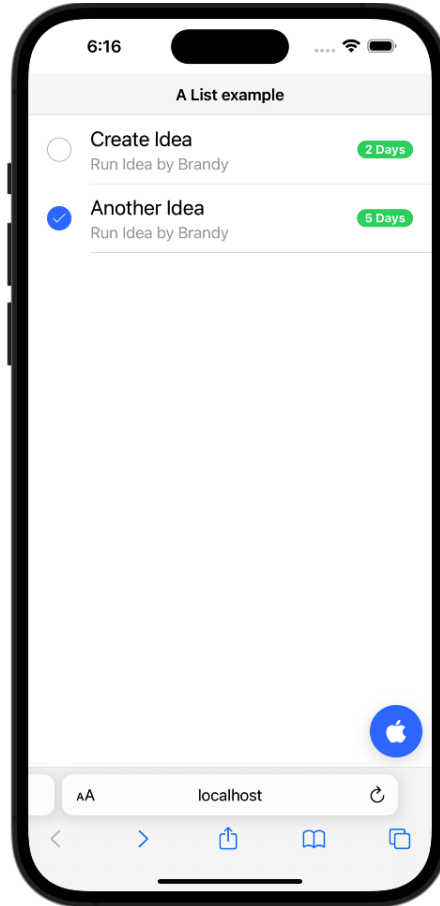 6:16
A List example
Create Idea
2 Days
Run Idea by Brandy
Another Idea
5 Days
Run Idea by Brandy
AA
localhost